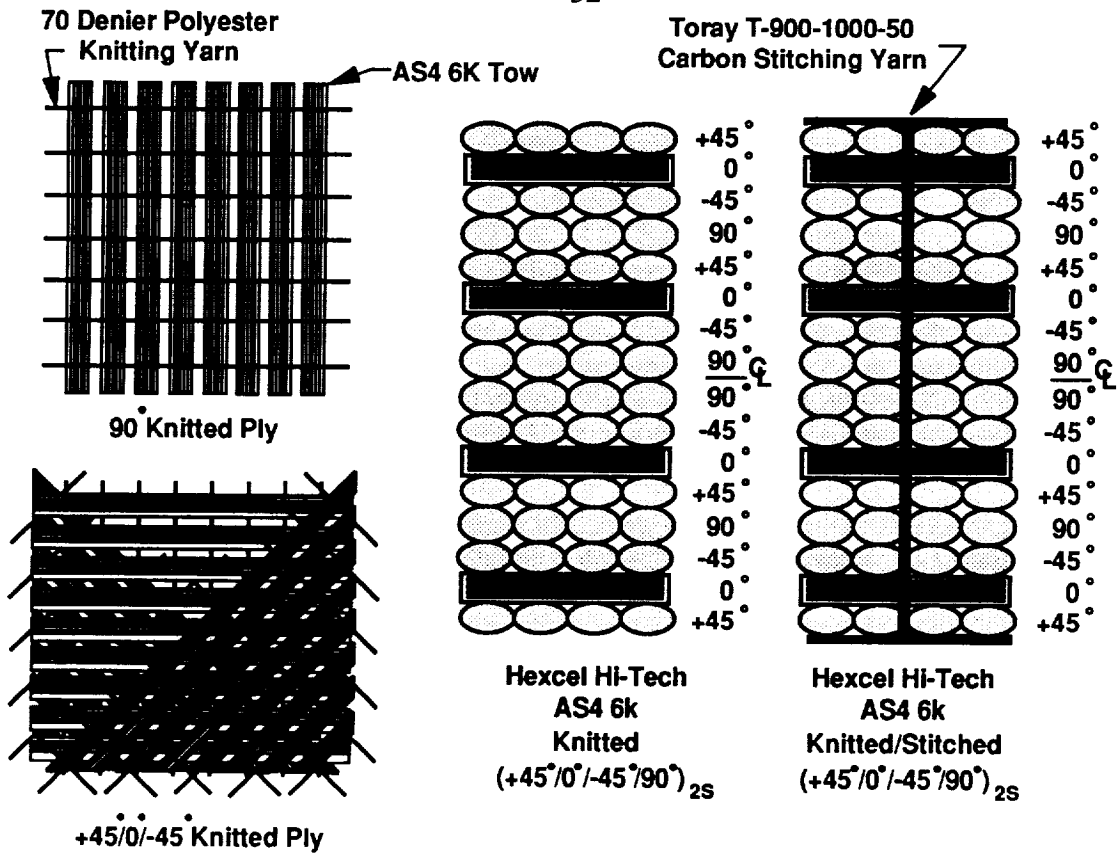 70 Denier Polyester
Knitting Yarn
AS4 6K Tow
90° Knitted Ply
+45°/0°/-45° Knitted Ply
Toray T-900-1000-50
Carbon Stitching Yarn
+45°
0°
-45°
90°
+45°
0°
-45°
90°
℄
90°
-45°
0°
+45°
90°
-45°
0°
+45°
Hexcel Hi-Tech
AS4 6k
Knitted
(+45°/0°/-45°/90°)2S
+45°
0°
-45°
90°
+45°
0°
-45°
90°
℄
90°
-45°
0°
+45°
90°
-45°
0°
+45°
Hexcel Hi-Tech
AS4 6k
Knitted/Stitched
(+45°/0°/-45°/90°)2S